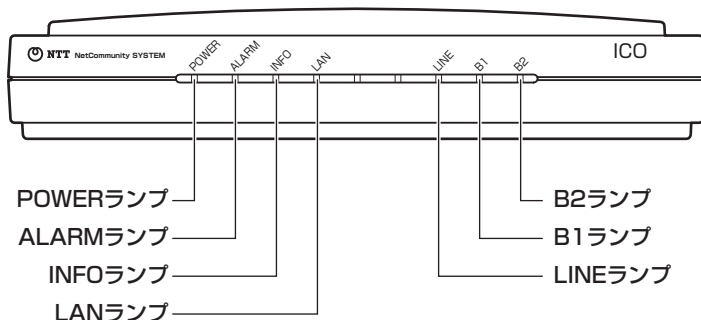 NTT NetCommunity SYSTEM
POWER
ALARM
INFO
LAN
LINE
B1
B2
ICO
POWERランプ
ALARMランプ
INFOランプ
LANランプ
B2ランプ
B1ランプ
LINEランプ